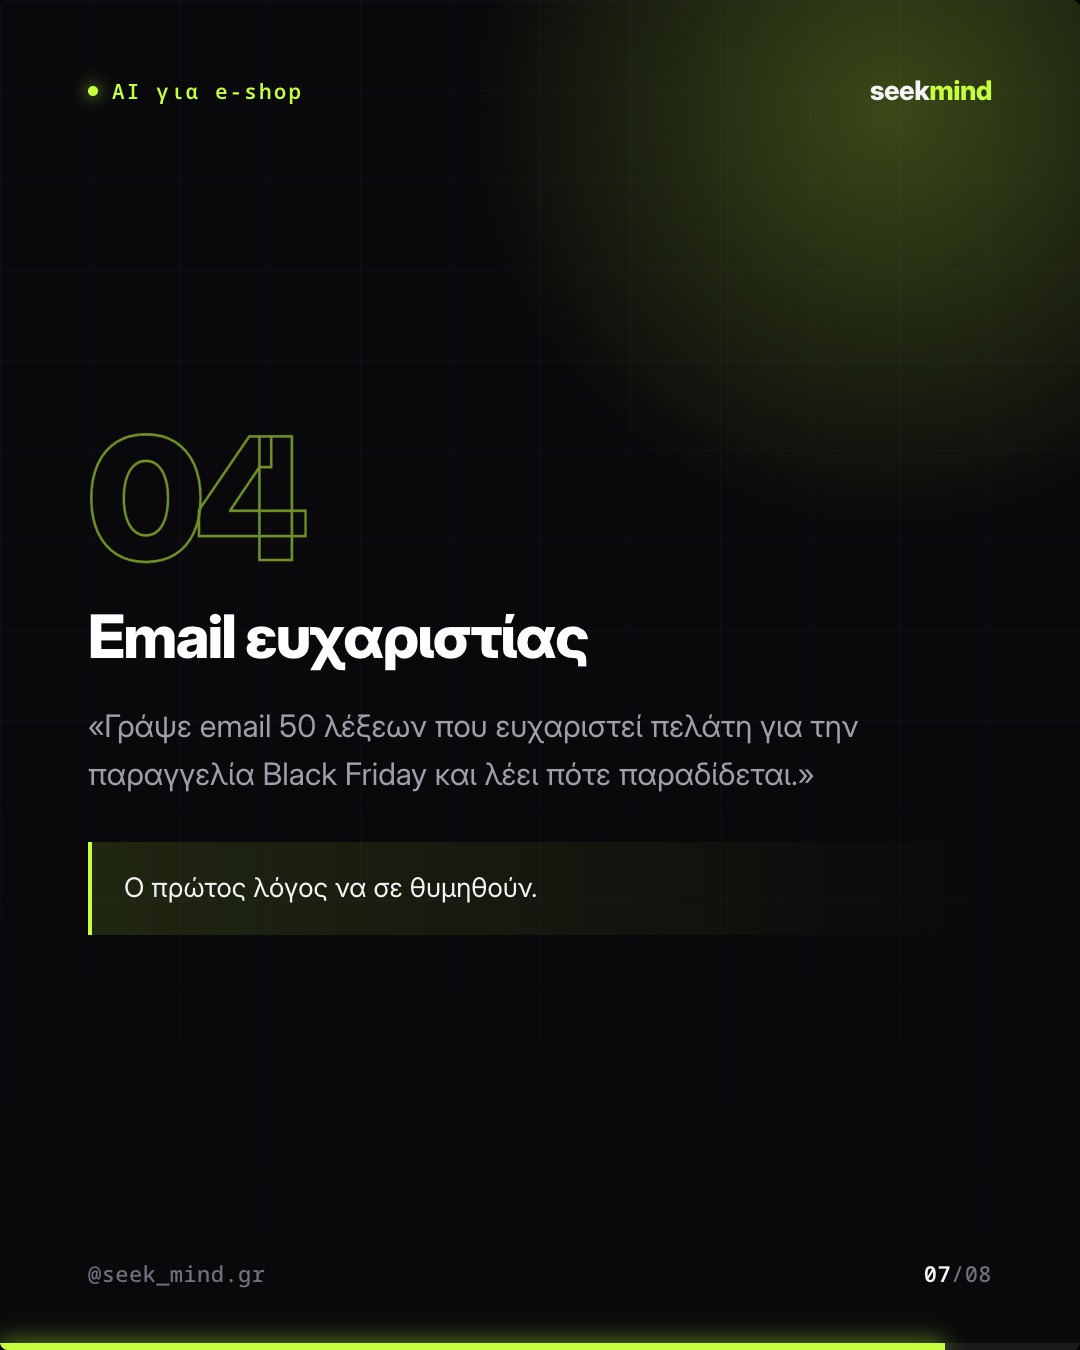 AI για e-shop
seekmind
04
Email ευχαριστίας
«Γράψε email 50 λέξεων που ευχαριστεί πελάτη για την
παραγγελία Black Friday και λέει πότε παραδίδεται.»
Ο πρώτος λόγος να σε θυμηθούν.
@seek_mind.gr
07/08